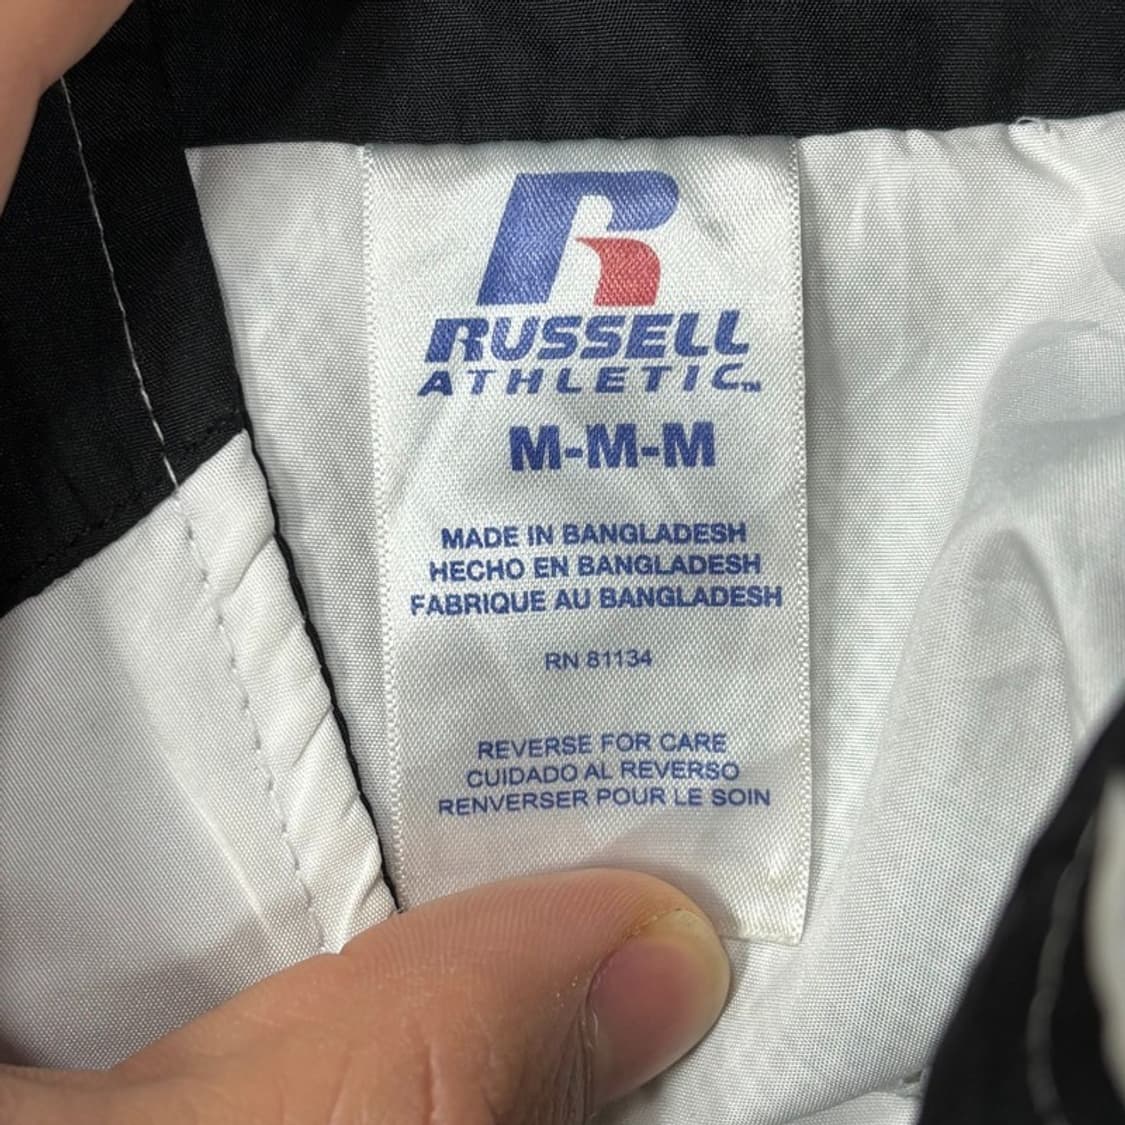 R
RUSSELL
ATHLETIC™
M-M-M
MADE IN BANGLADESH
HECHO EN BANGLADESH
FABRIQUE AU BANGLADESH
RN 81134
REVERSE FOR CARE
CUIDADO AL REVERSO
RENVERSER POUR LE SOIN